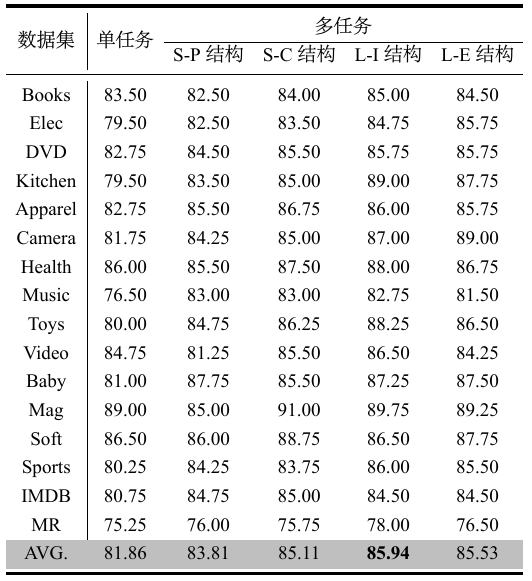 多任务
数据集 单任务
S-P 结构 S-C 结构 L-I 结构 L-E 结构
Books 83.50 82.50 84.00 85.00 84.50
Elec 79.50 82.50 83.50 84.75 85.75
DVD 82.75 84.50 85.50 85.75 85.75
Kitchen 79.50 83.50 85.00 89.00 87.75
Apparel 82.75 85.50 86.75 86.00 85.75
Camera 81.75 84.25 85.00 87.00 89.00
Health 86.00 85.50 87.50 88.00 86.75
Music 76.50 83.00 83.00 82.75 81.50
Toys 80.00 84.75 86.25 88.25 86.50
Video 84.75 81.25 85.50 86.50 84.25
Baby 81.00 87.75 85.50 87.25 87.50
Mag 89.00 85.00 91.00 89.75 89.25
Soft 86.50 86.00 88.75 86.50 87.75
Sports 80.25 84.25 83.75 86.00 85.50
IMDB 80.75 84.75 85.00 84.50 84.50
MR 75.25 76.00 75.75 78.00 76.50
AVG. 81.86 83.81 85.11 85.94 85.53